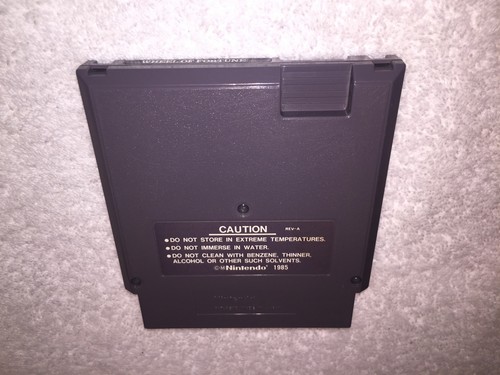 WHEEL OF FORTUNE
CAUTION REV-A
● DO NOT STORE IN EXTREME TEMPERATURES.
● DO NOT IMMERSE IN WATER.
● DO NOT CLEAN WITH BENZENE, THINNER,
ALCOHOL OR OTHER SUCH SOLVENTS.
©®Nintendo® 1985